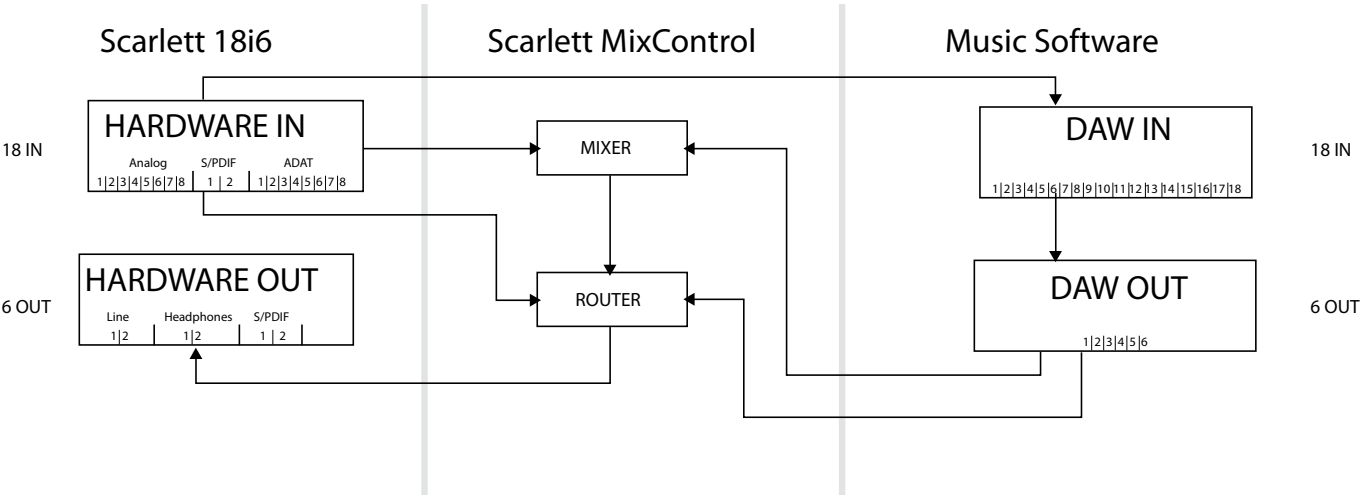 Scarlett 18i6
Scarlett MixControl
Music Software
HARDWARE IN
Analog S/PDIF ADAT
1|2|3|4|5|6|7|8 1 | 2 1|2|3|4|5|6|7|8
18 IN
MIXER
DAW IN
1|2|3|4|5|6|7|8|9|10|11|12|13|14|15|16|17|18
18 IN
HARDWARE OUT
Line Headphones S/PDIF
1|2 1|2 1 | 2
6 OUT
ROUTER
DAW OUT
1|2|3|4|5|6
6 OUT